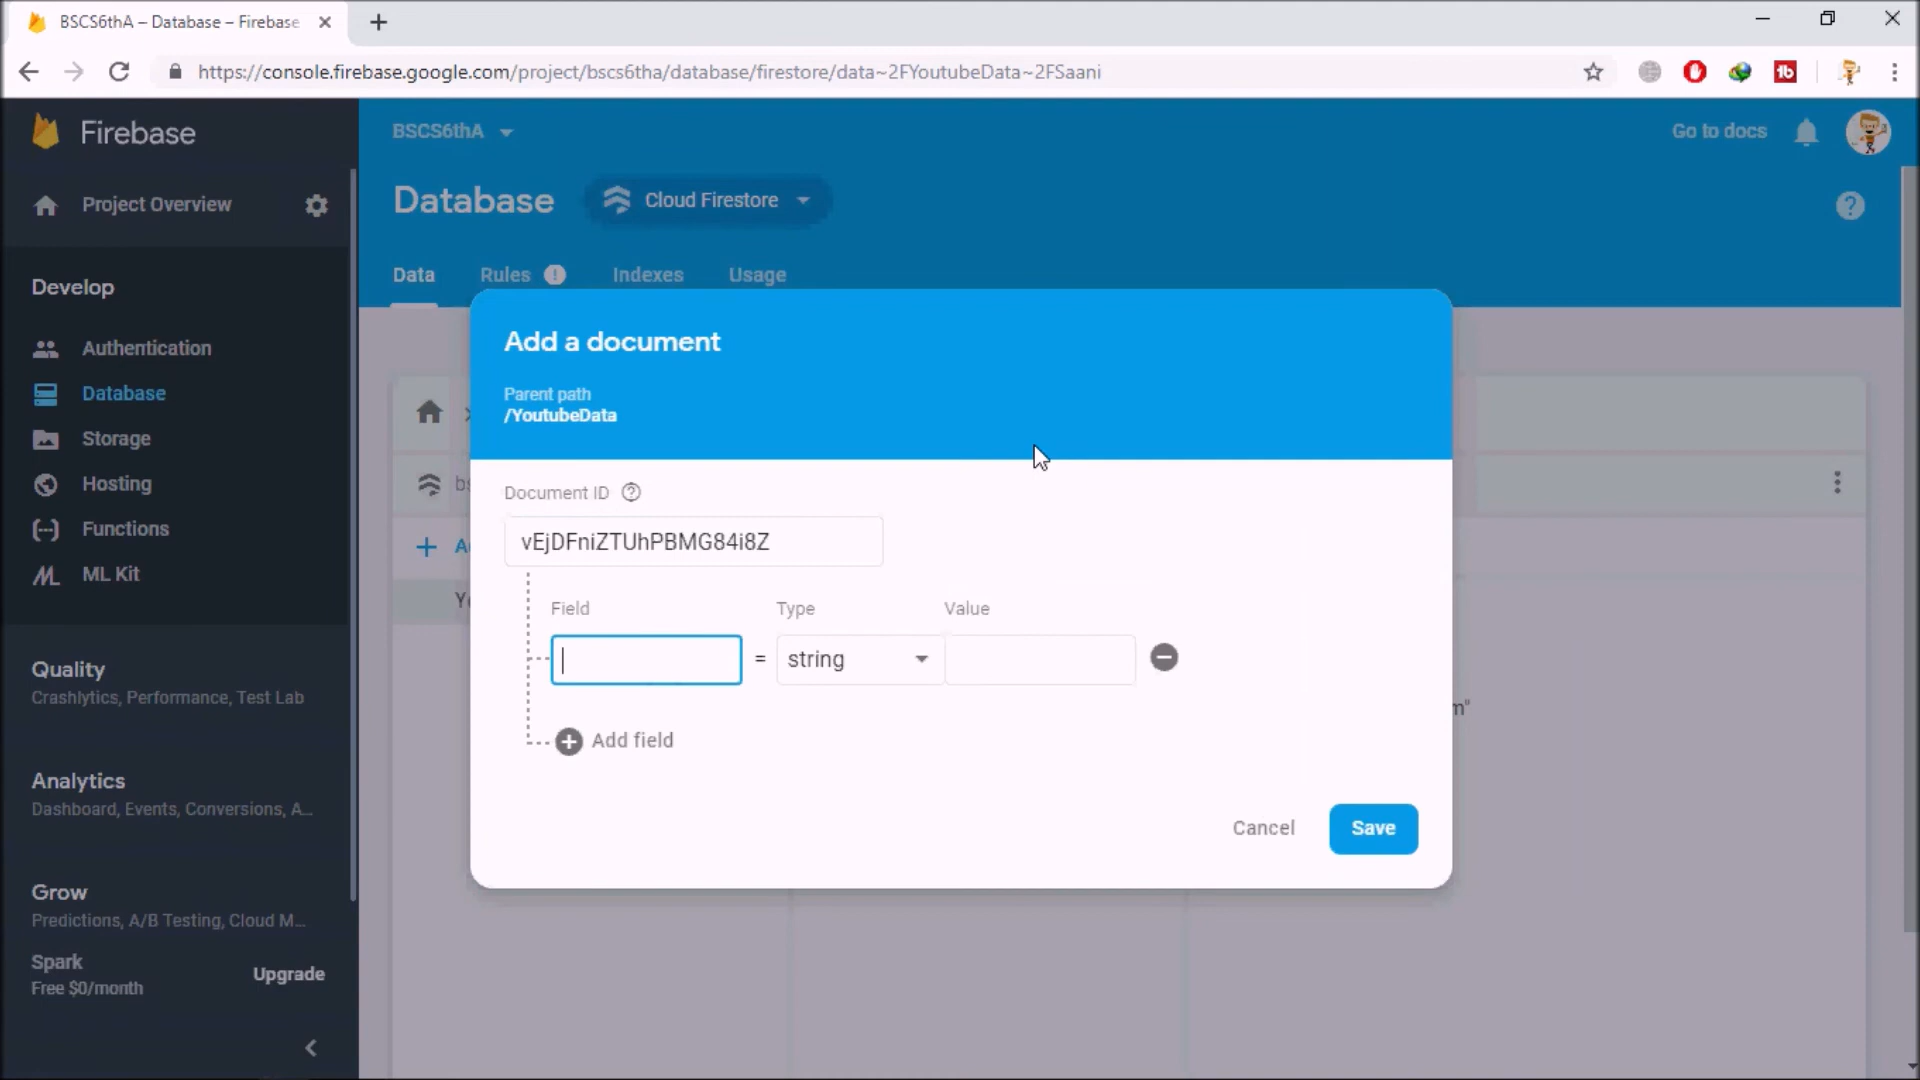 BSCS6thA – Database – Firebase
https://console.firebase.google.com/project/bscs6tha/database/firestore/data~2FYoutubeData~2FSaani
Firebase
BSCS6thA
Go to docs
Project Overview
Database
Cloud Firestore
Data
Rules
Indexes
Usage
Develop
Authentication
Database
Storage
Hosting
Functions
ML Kit
Quality
Crashlytics, Performance, Test Lab
Analytics
Dashboard, Events, Conversions, A...
Grow
Predictions, A/B Testing, Cloud M...
Spark
Free $0/month
Upgrade
Add a document
Parent path
/YoutubeData
Document ID
vEjDFniZTUhPBMG84i8Z
Field
Type
Value
=
string
Add field
Cancel
Save